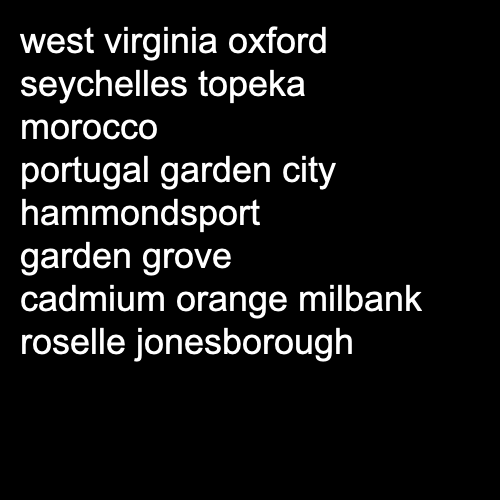 west virginia oxford
seychelles topeka
morocco
portugal garden city
hammondsport
garden grove
cadmium orange milbank
roselle jonesborough